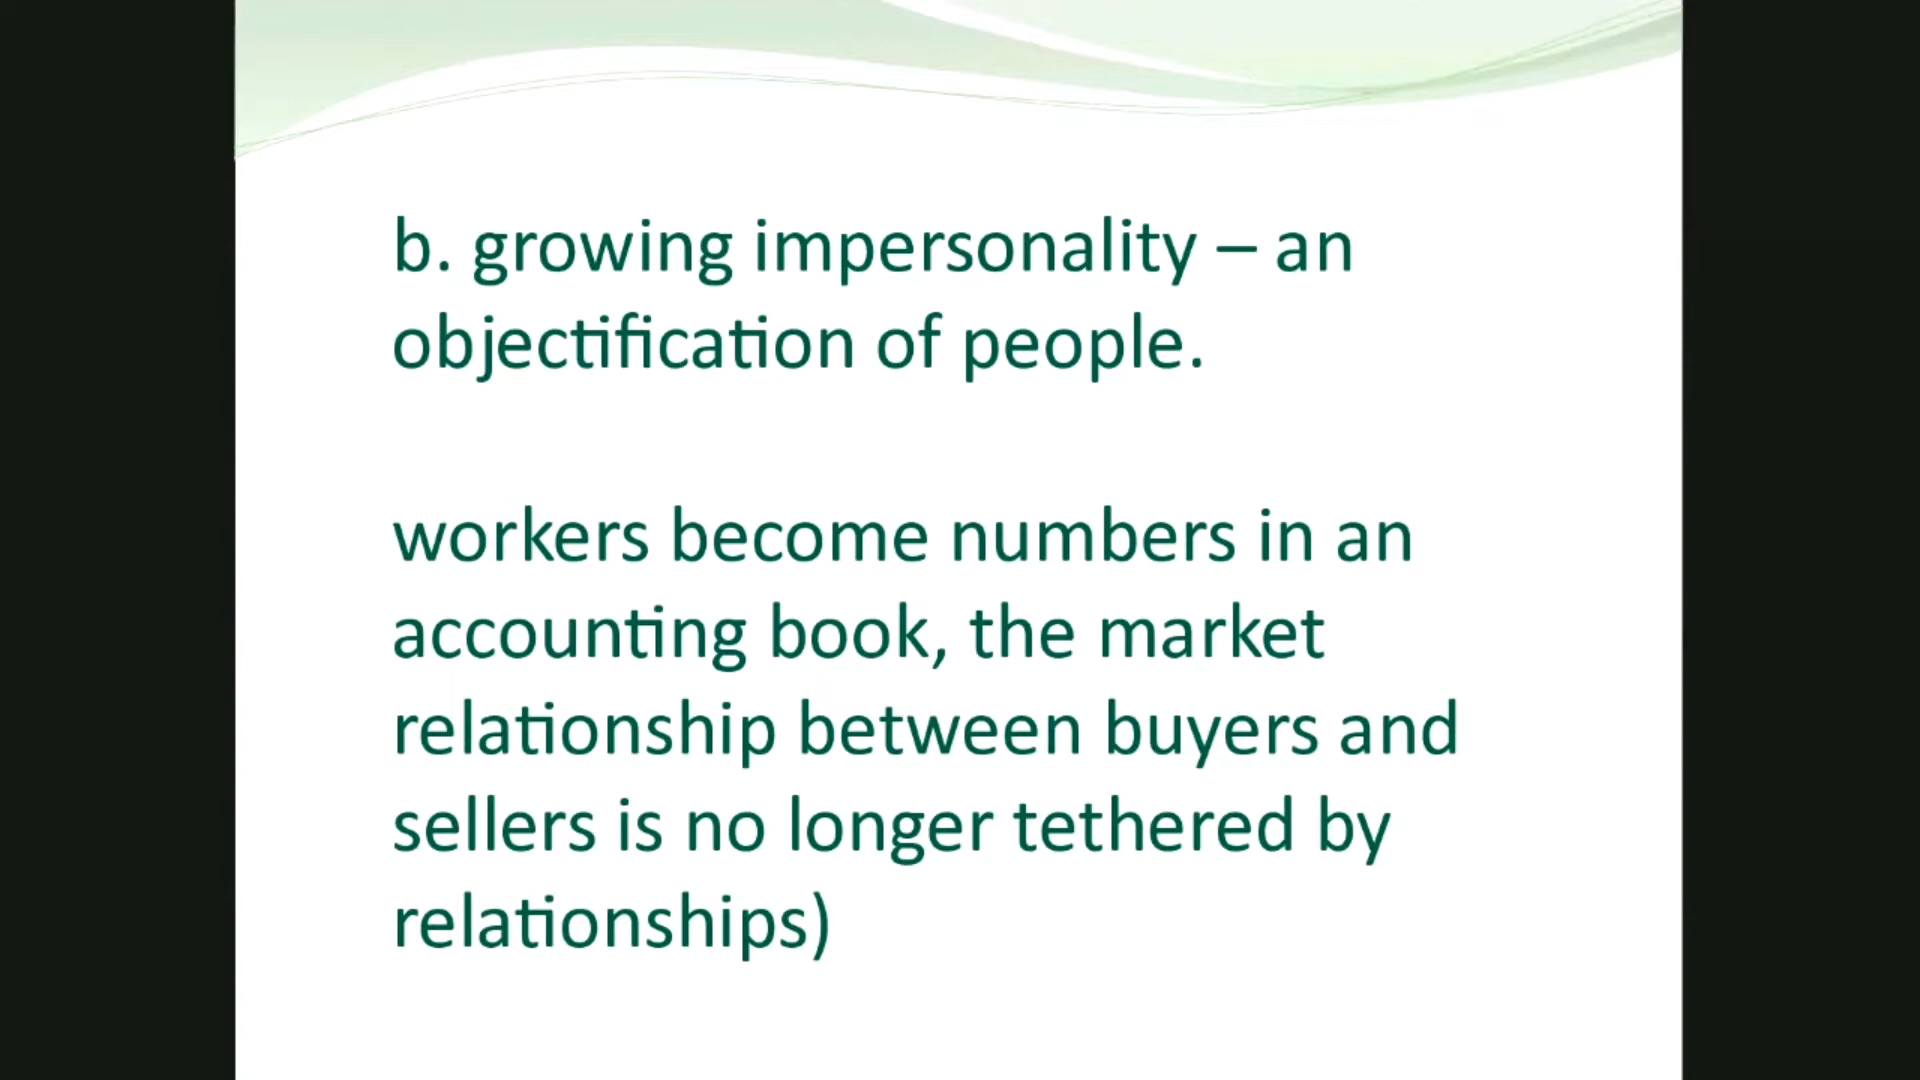 b. growing impersonality – an
objectification of people.
workers become numbers in an
accounting book, the market
relationship between buyers and
sellers is no longer tethered by
relationships)